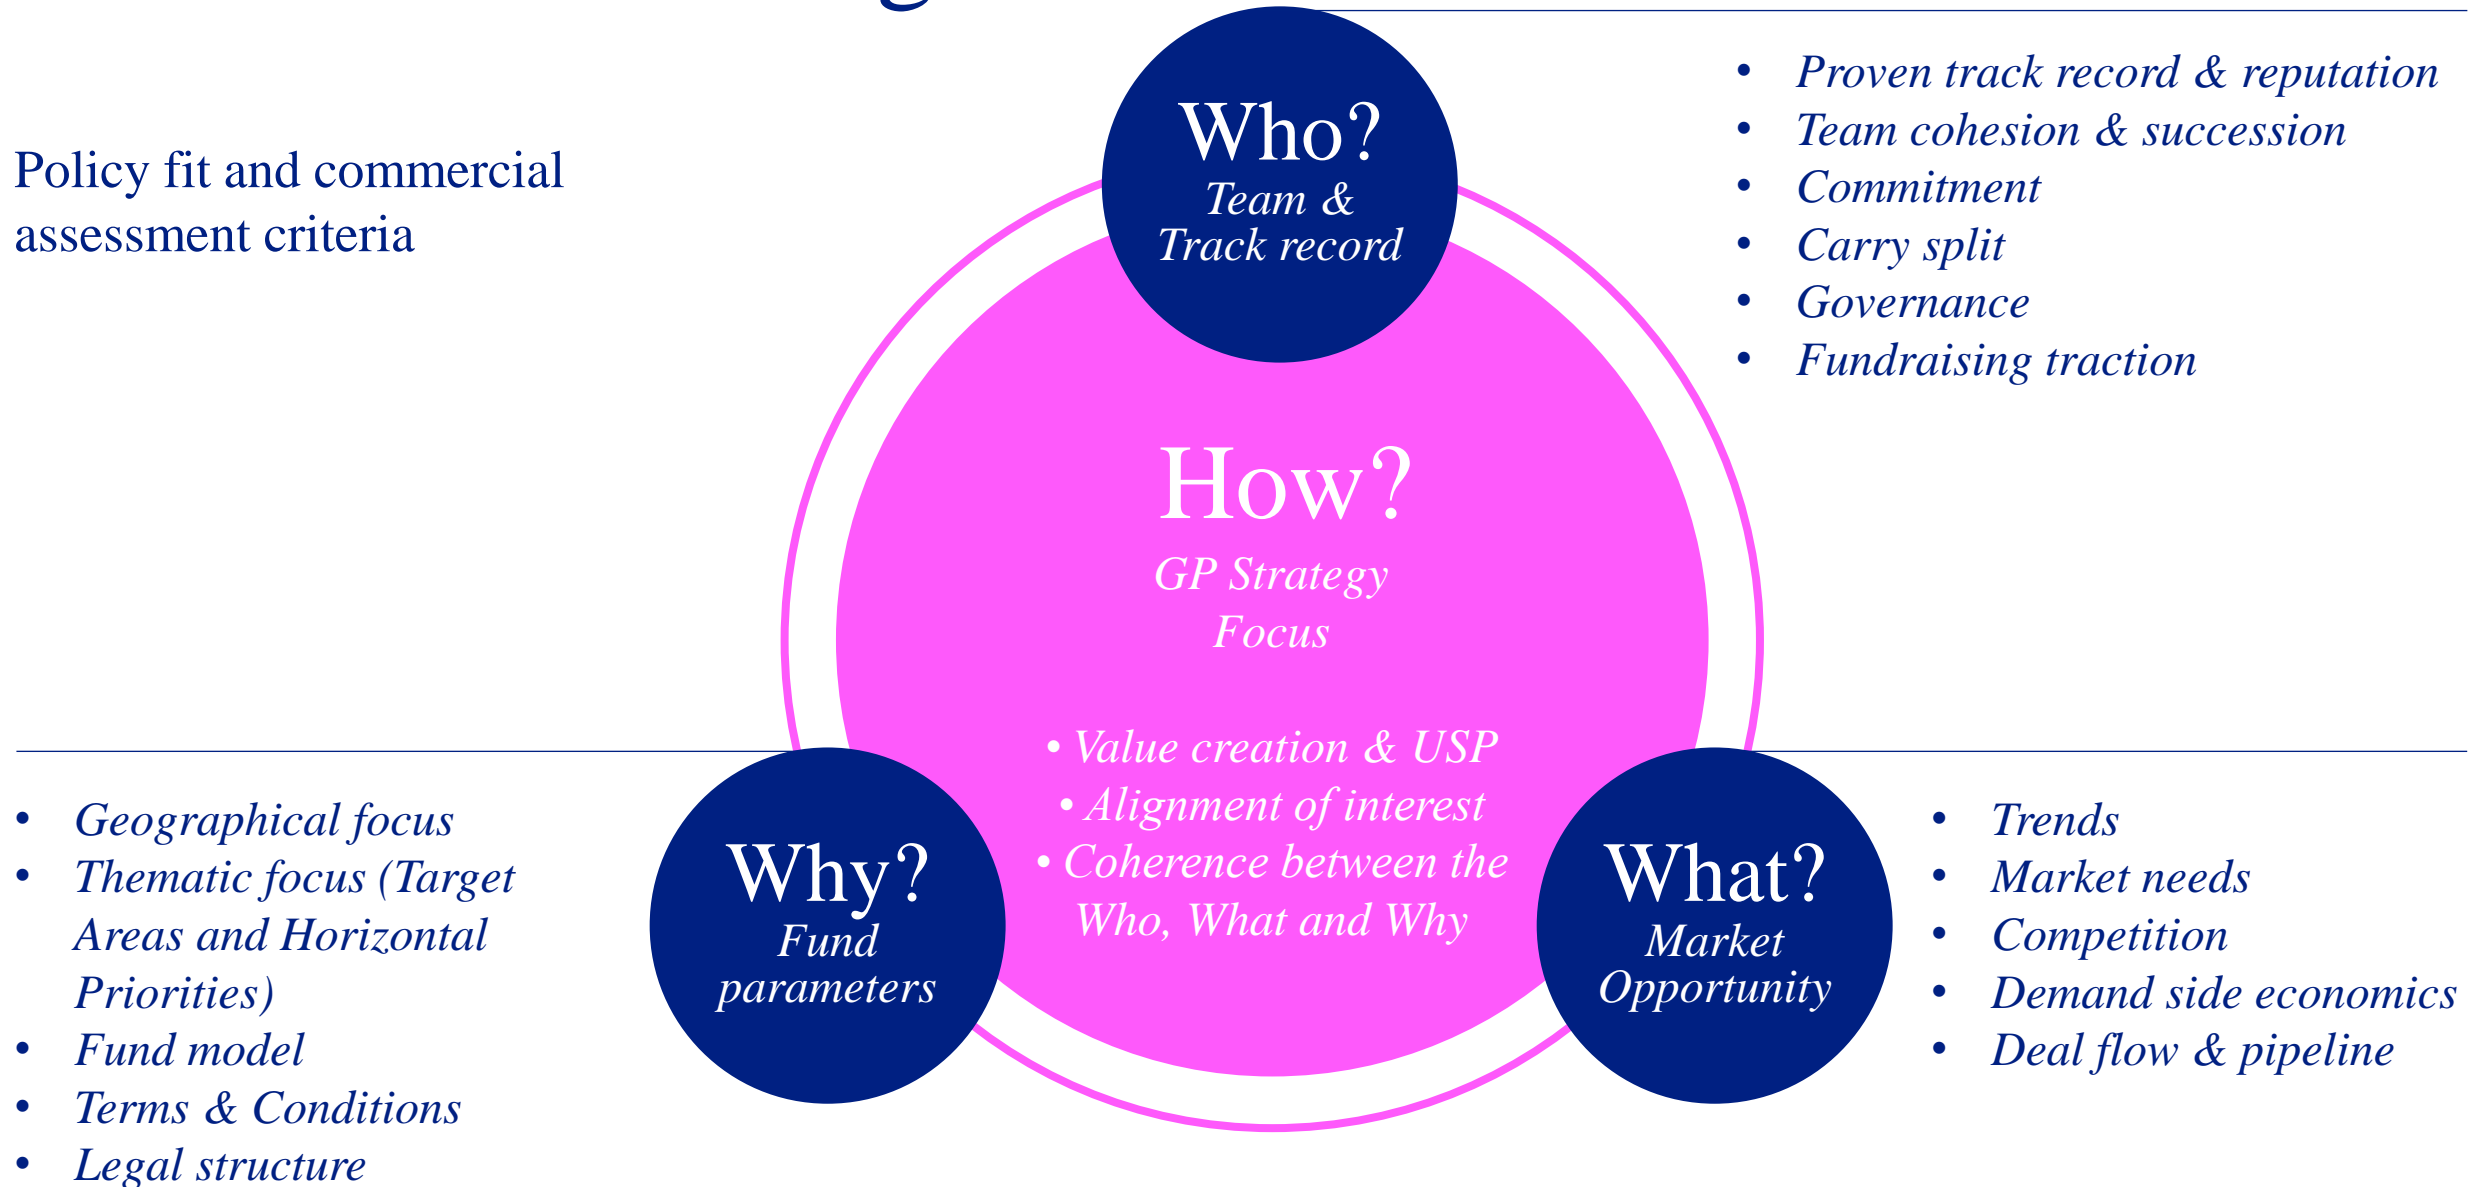 Policy fit and commercial
assessment criteria
Who?
Team &
Track record
• Proven track record & reputation
• Team cohesion & succession
• Commitment
• Carry split
• Governance
• Fundraising traction
How?
GP Strategy
Focus
• Value creation & USP
• Alignment of interest
• Coherence between the
Who, What and Why
Why?
Fund
parameters
• Geographical focus
• Thematic focus (Target
Areas and Horizontal
Priorities)
• Fund model
• Terms & Conditions
• Legal structure
What?
Market
Opportunity
• Trends
• Market needs
• Competition
• Demand side economics
• Deal flow & pipeline